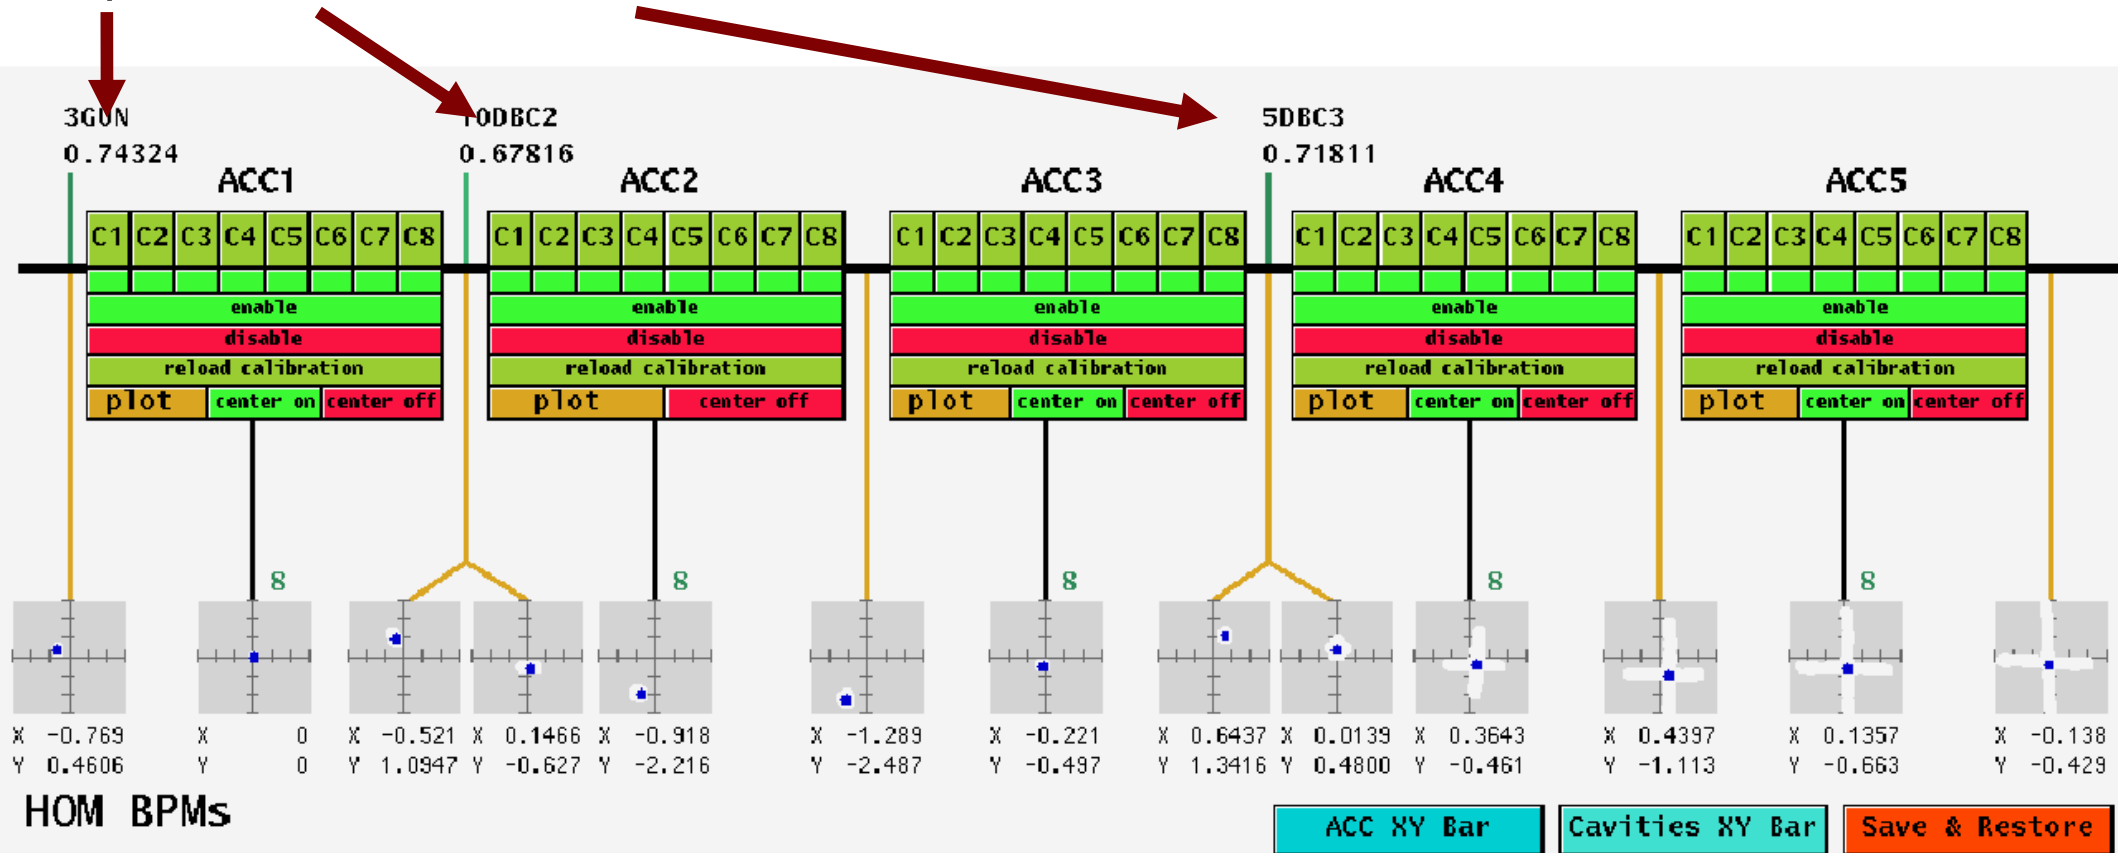 3GUN 10DBC2 5DBC3
0.74324 0.67816 0.71811
ACC1 ACC2 ACC3 ACC4 ACC5
C1 C2 C3 C4 C5 C6 C7 C8 C1 C2 C3 C4 C5 C6 C7 C8 C1 C2 C3 C4 C5 C6 C7 C8 C1 C2 C3 C4 C5 C6 C7 C8 C1 C2 C3 C4 C5 C6 C7 C8
enable enable enable enable enable
disable disable disable disable disable
reload calibration reload calibration reload calibration reload calibration reload calibration
plot center on center off plot center off plot center on center off plot center on center off plot center on center off
8 8 8 8 8
X -0.769 X 0 X -0.521 X 0.1466 X -0.918 X -1.289 X -0.221 X 0.6437 X 0.0139 X 0.3643 X 0.4397 X 0.1357 X -0.138
Y 0.4606 Y 0 Y 1.0947 Y -0.627 Y -2.216 Y -2.487 Y -0.497 Y 1.3416 Y 0.4800 Y -0.461 Y -1.113 Y -0.663 Y -0.429
HOM BPMs
ACC XY Bar Cavities XY Bar Save & Restore